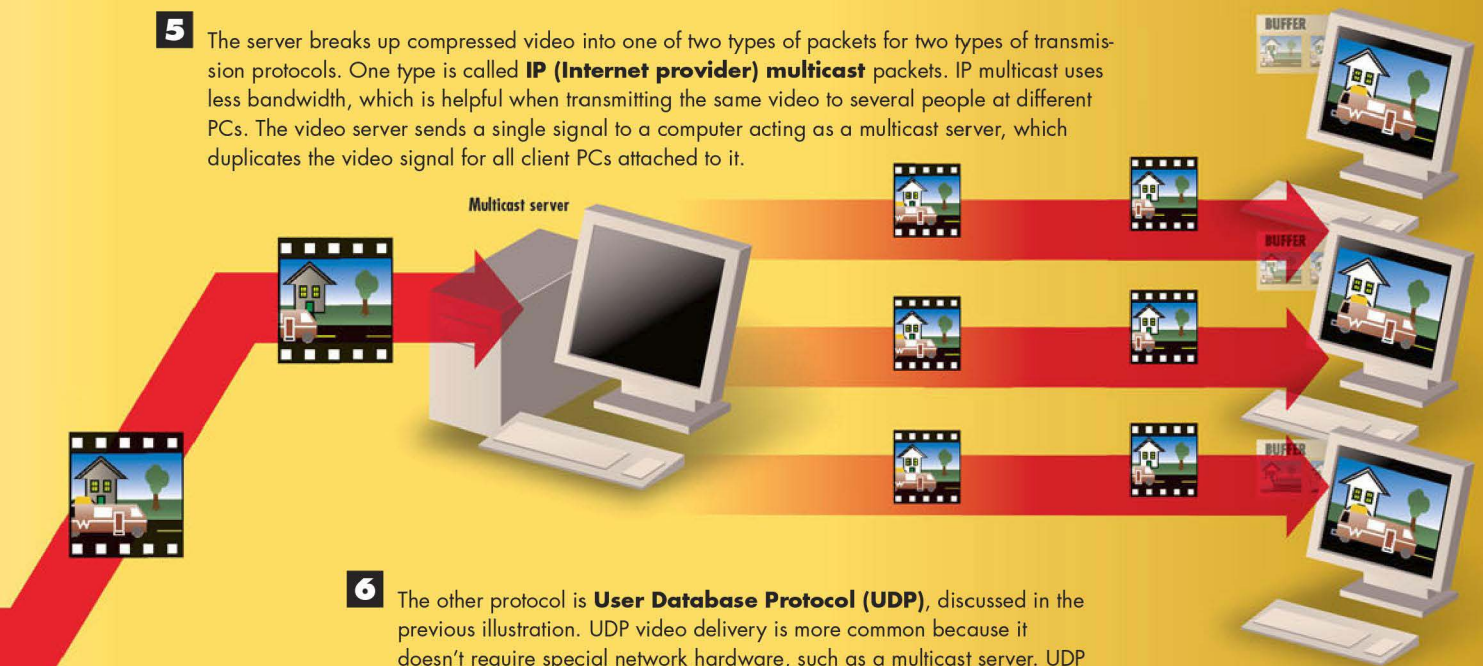 5
The server breaks up compressed video into one of two types of packets for two types of transmis-
sion protocols. One type is called IP (Internet provider) multicast packets. IP multicast uses
less bandwidth, which is helpful when transmitting the same video to several people at different
PCs. The video server sends a single signal to a computer acting as a multicast server, which
duplicates the video signal for all client PCs attached to it.
BUFFER
Multicast server
BUFFER
BUFFER
6
The other protocol is User Database Protocol (UDP), discussed in the
previous illustration. UDP video delivery is more common because it
doesn't require special network hardware, such as a multicast server. UDP